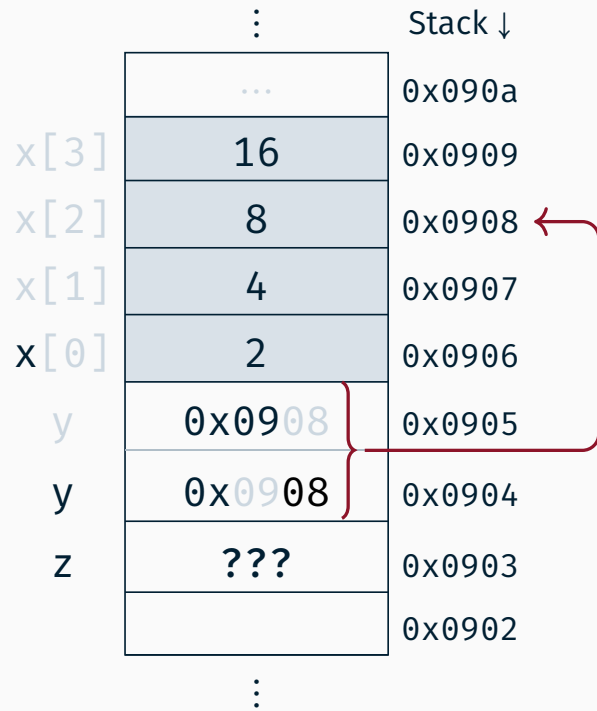 ⋮ Stack ↓
… 0x090a
x[3] 16 0x0909
x[2] 8 0x0908
x[1] 4 0x0907
x[0] 2 0x0906
y 0x0908 0x0905
y 0x0908 0x0904
z ??? 0x0903
0x0902
⋮